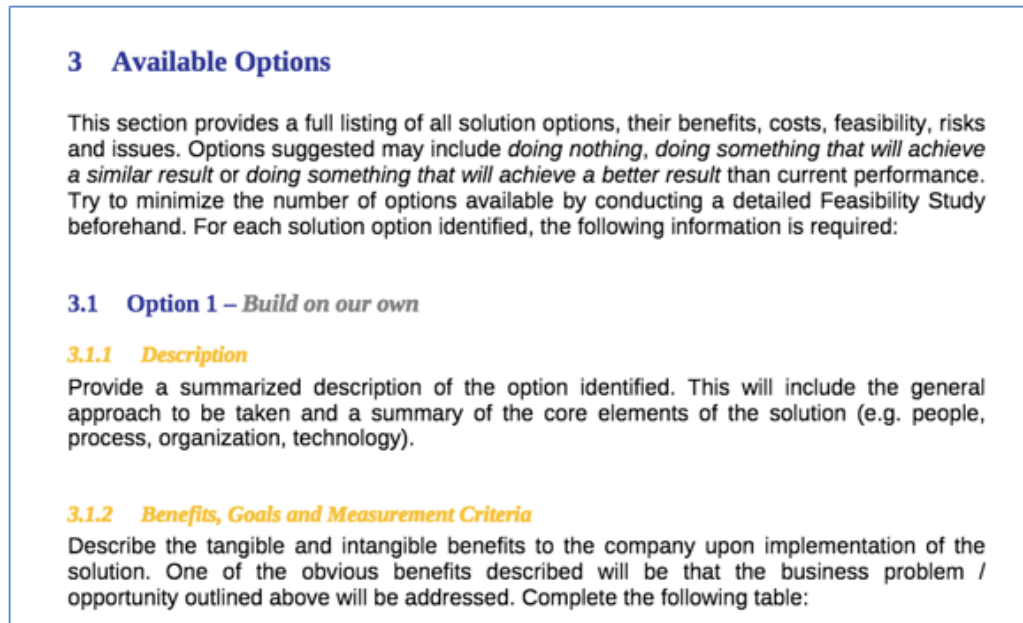 3 Available Options
This section provides a full listing of all solution options, their benefits, costs, feasibility, risks
and issues. Options suggested may include doing nothing, doing something that will achieve
a similar result or doing something that will achieve a better result than current performance.
Try to minimize the number of options available by conducting a detailed Feasibility Study
beforehand. For each solution option identified, the following information is required:
3.1 Option 1 – Build on our own
3.1.1 Description
Provide a summarized description of the option identified. This will include the general
approach to be taken and a summary of the core elements of the solution (e.g. people,
process, organization, technology).
3.1.2 Benefits, Goals and Measurement Criteria
Describe the tangible and intangible benefits to the company upon implementation of the
solution. One of the obvious benefits described will be that the business problem /
opportunity outlined above will be addressed. Complete the following table: